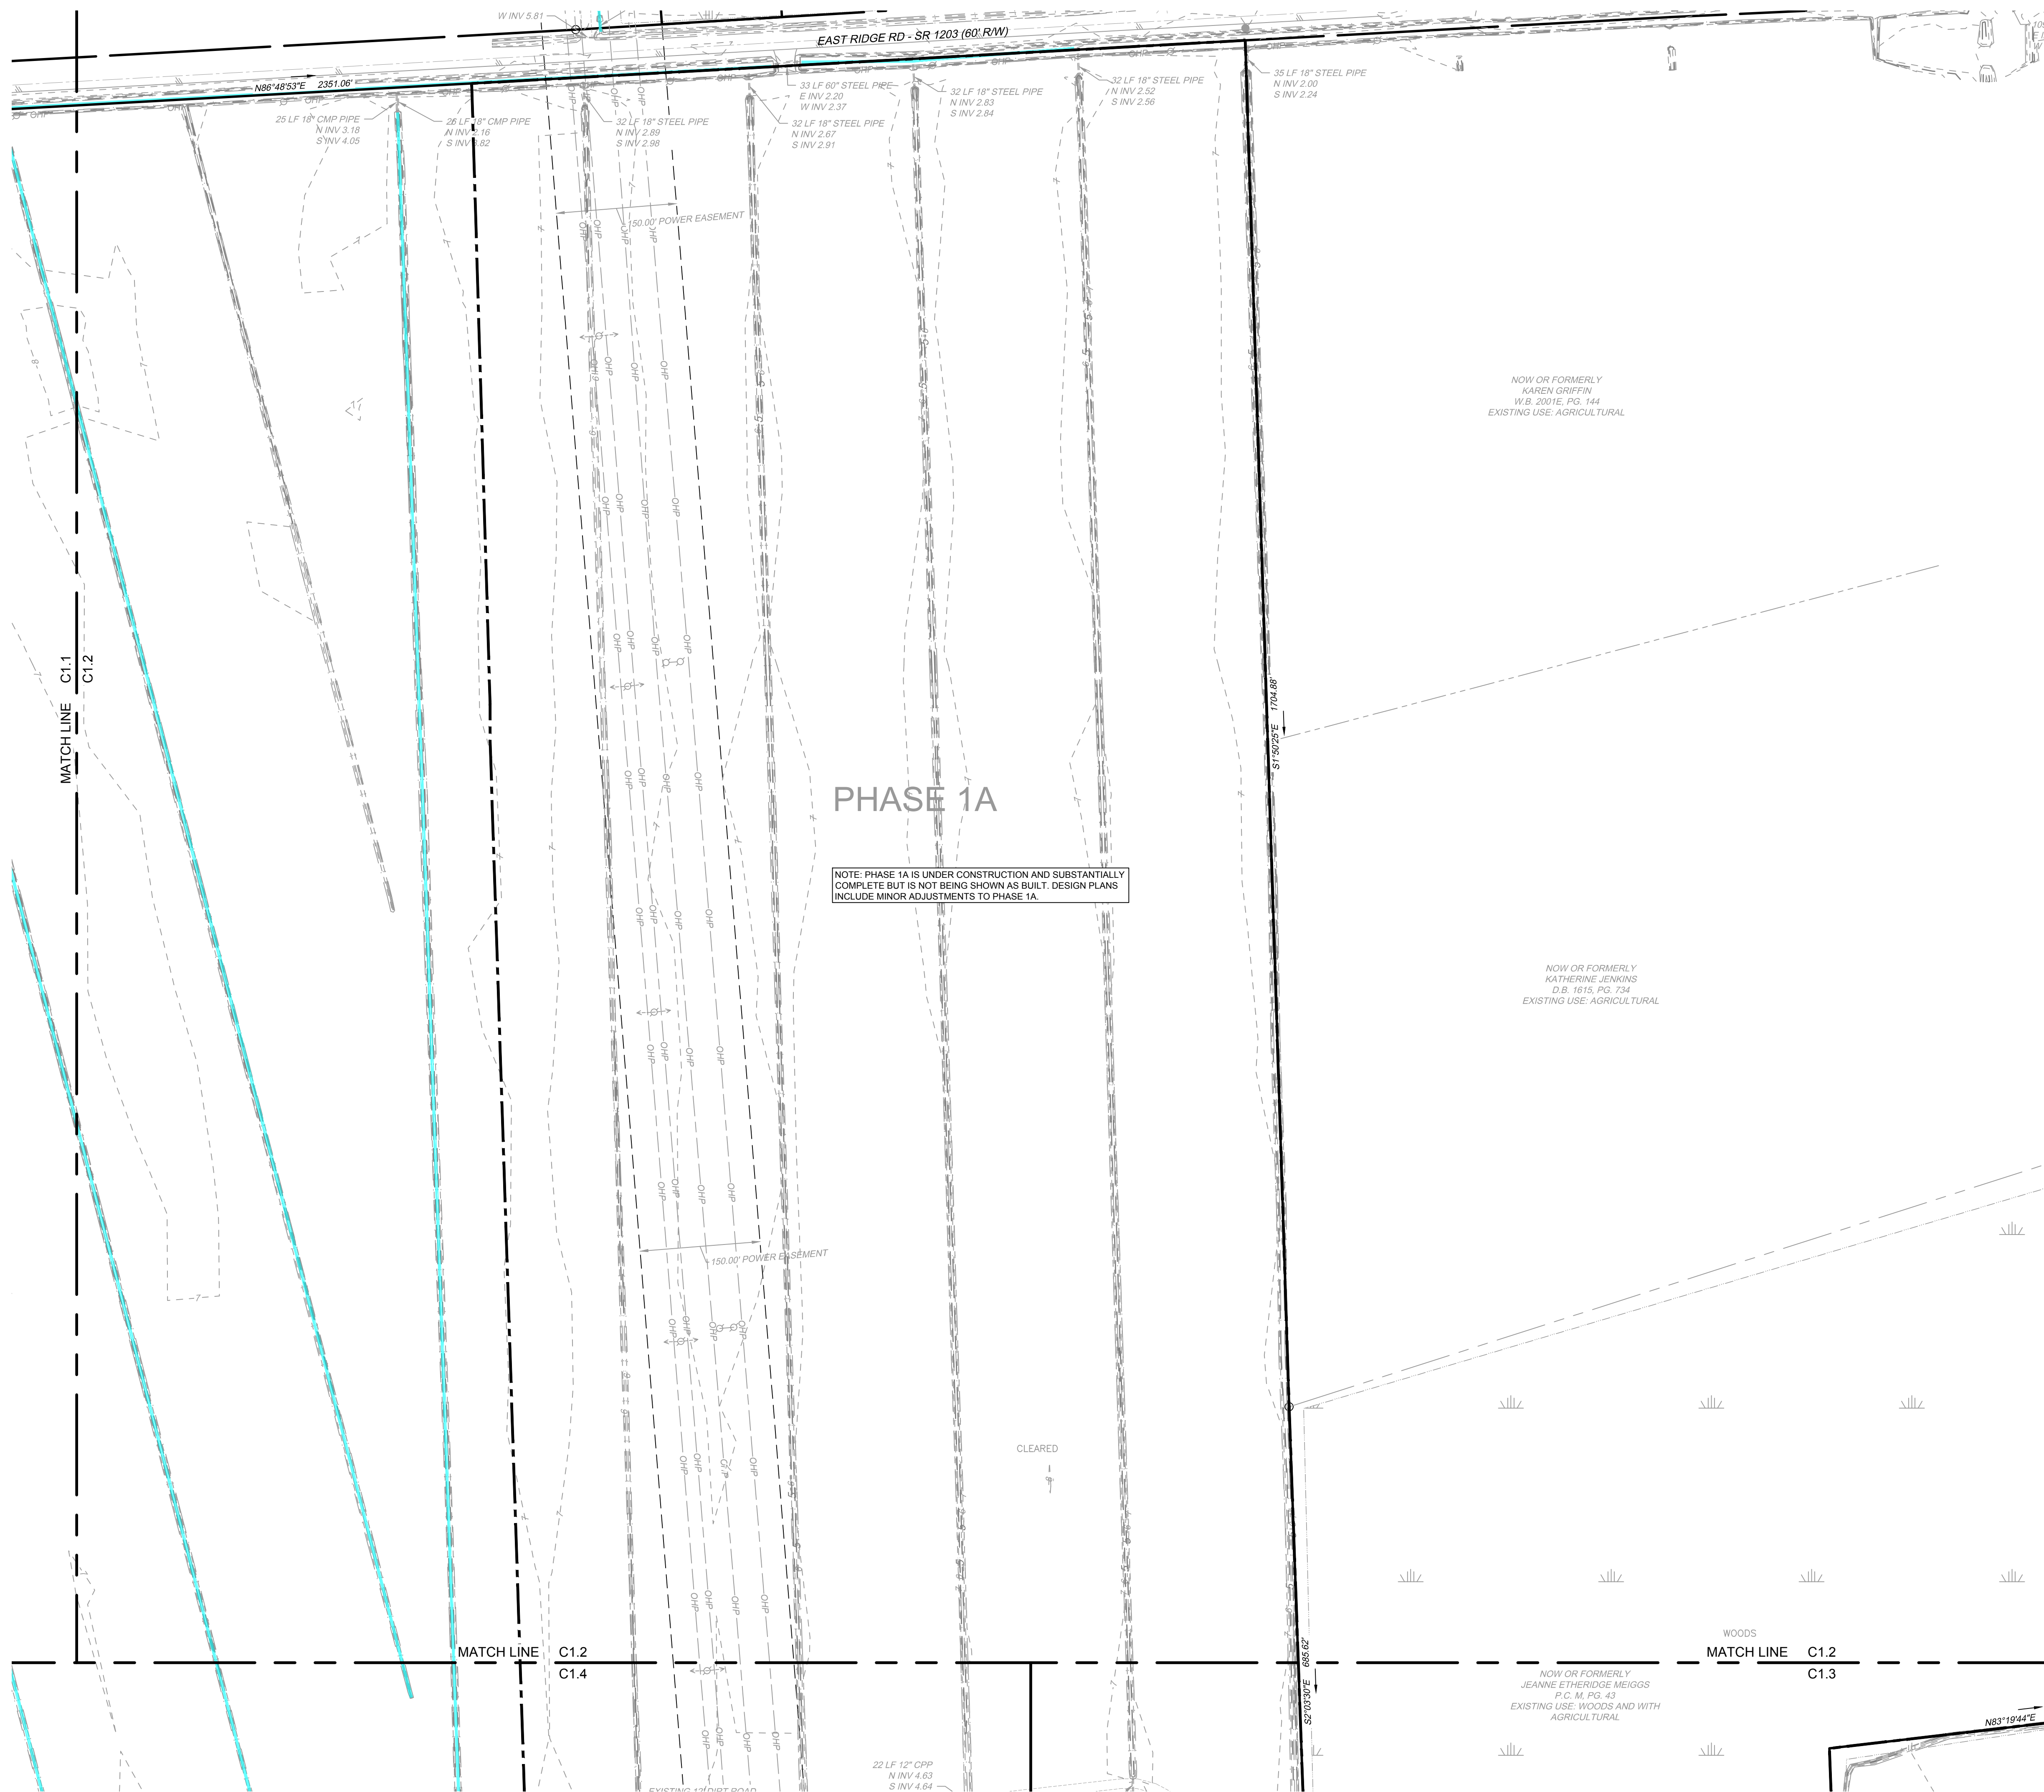 W INV 5.81
EAST RIDGE RD - SR 1203 (60' R/W)
N86°48'53"E 2351.06'
25 LF 18" CMP PIPE
N INV 3.18
S INV 4.05
26 LF 18" CMP PIPE
N INV 2.16
S INV 3.82
32 LF 18" STEEL PIPE
N INV 2.89
S INV 2.98
33 LF 60" STEEL PIPE
E INV 2.20
W INV 2.37
32 LF 18" STEEL PIPE
N INV 2.67
S INV 2.91
32 LF 18" STEEL PIPE
N INV 2.83
S INV 2.84
32 LF 18" STEEL PIPE
N INV 2.52
S INV 2.56
35 LF 18" STEEL PIPE
N INV 2.00
S INV 2.24
150.00' POWER EASEMENT
NOW OR FORMERLY
KAREN GRIFFIN
W.B. 2001E, PG. 144
EXISTING USE: AGRICULTURAL
MATCH LINE C1.1
C1.2
S1°50'25"E 1704.88'
PHASE 1A
NOTE: PHASE 1A IS UNDER CONSTRUCTION AND SUBSTANTIALLY
COMPLETE BUT IS NOT BEING SHOWN AS BUILT. DESIGN PLANS
INCLUDE MINOR ADJUSTMENTS TO PHASE 1A.
NOW OR FORMERLY
KATHERINE JENKINS
D.B. 1615, PG. 734
EXISTING USE: AGRICULTURAL
150.00' POWER EASEMENT
CLEARED
WOODS
MATCH LINE C1.2
C1.4
MATCH LINE C1.2
C1.3
S2°03'30"E 685.62'
NOW OR FORMERLY
JEANNE ETHERIDGE MEIGGS
P.C. M, PG. 43
EXISTING USE: WOODS AND WITH
AGRICULTURAL
N83°19'44"E
22 LF 12" CPP
N INV 4.63
S INV 4.64
EXISTING 12' DIRT ROAD